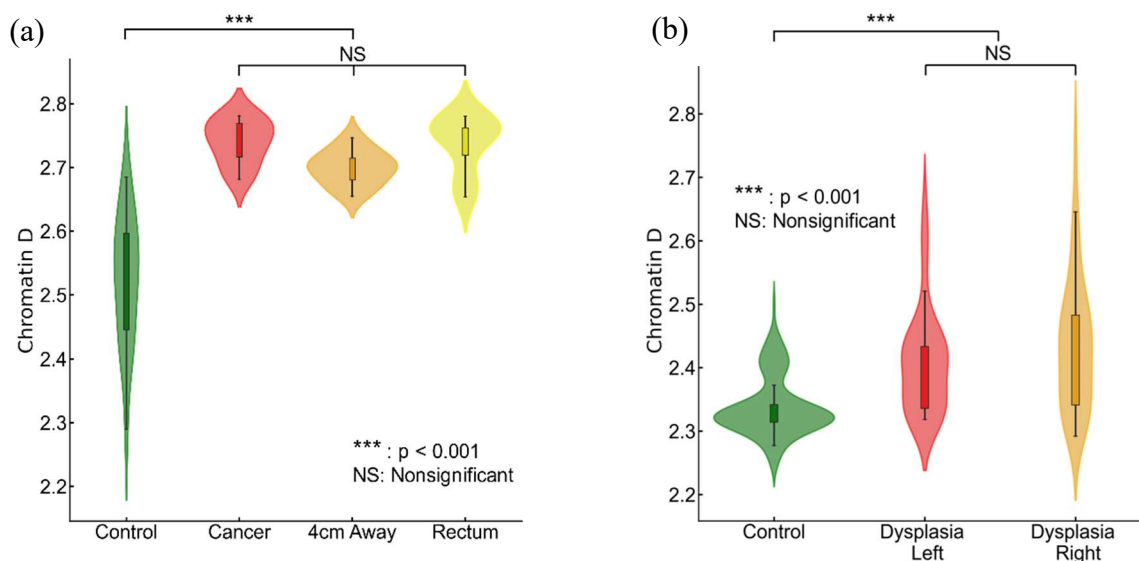 (a)
***
NS
Chromatin D
2.8
2.7
2.6
2.5
2.4
2.3
2.2
*** : p < 0.001
NS: Nonsignificant
Control Cancer 4cm Away Rectum
(b)
***
NS
Chromatin D
2.8
2.7
2.6
2.5
2.4
2.3
2.2
*** : p < 0.001
NS: Nonsignificant
Control
Dysplasia
Left
Dysplasia
Right